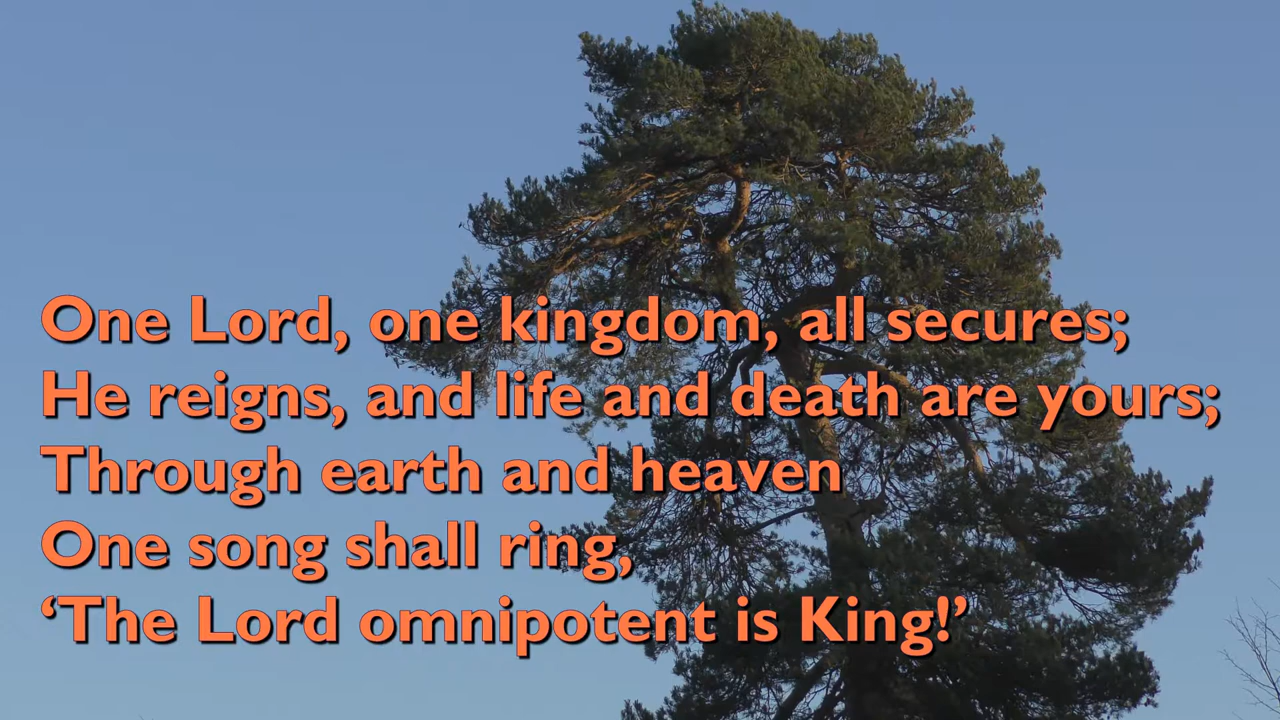 One Lord, one kingdom, all secures;
He reigns, and life and death are yours;
Through earth and heaven
One song shall ring,
‘The Lord omnipotent is King!’